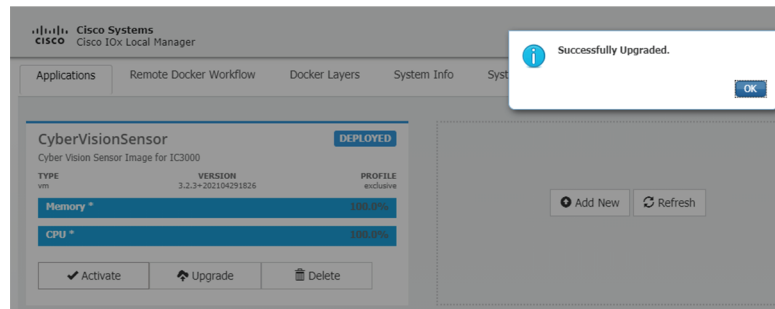 Cisco Systems
CISCO Cisco IOx Local Manager
Successfully Upgraded.
OK
Applications Remote Docker Workflow Docker Layers System Info Syst
CyberVisionSensor DEPLOYED
Cyber Vision Sensor Image for IC3000
TYPE VERSION PROFILE
vm 3.2.3+202104291826 exclusive
Memory * 100.0%
CPU * 100.0%
Activate Upgrade Delete
Add New Refresh